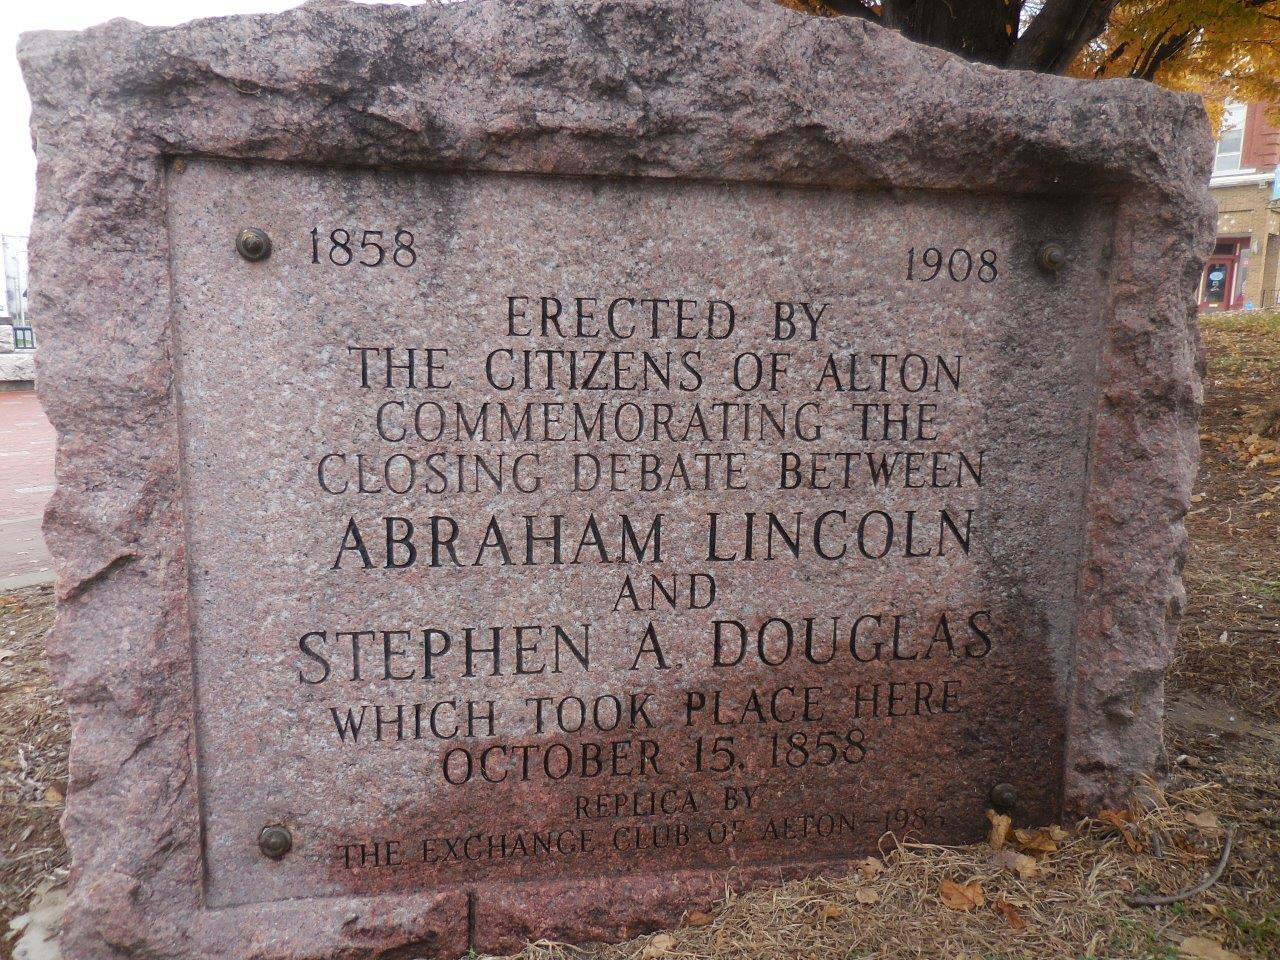 1858 1908
ERECTED BY
THE CITIZENS OF ALTON
COMMEMORATING THE
CLOSING DEBATE BETWEEN
ABRAHAM LINCOLN
AND
STEPHEN A. DOUGLAS
WHICH TOOK PLACE HERE
OCTOBER 15, 1858
REPLICA BY
THE EXCHANGE CLUB OF ALTON-